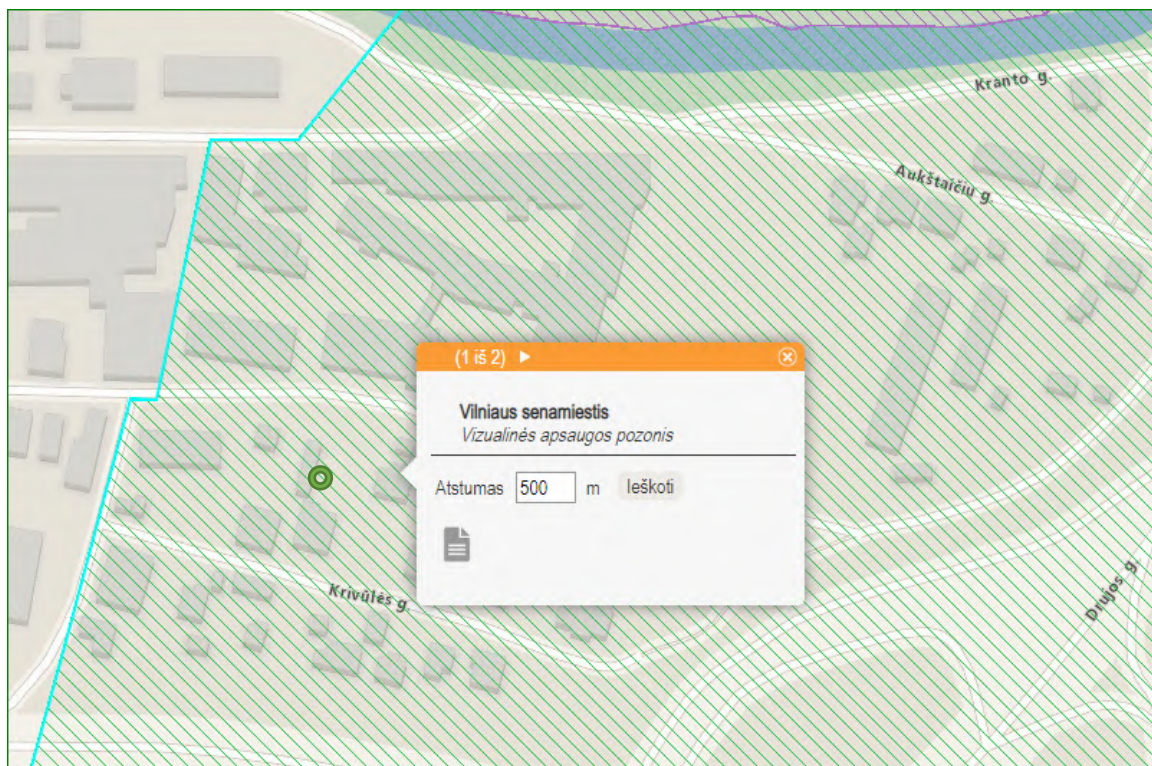 Kranto g.
Aukštaičių g.
(1 iš 2)
Vilniaus senamiestis
Vizualinės apsaugos pozonis
Atstumas 500 m Ieškoti
Krivūlės g.
Drujos g.